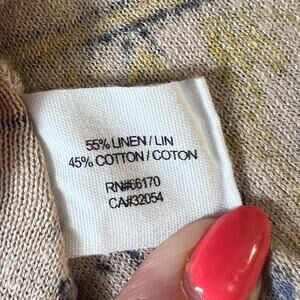 55% LINEN / LIN
45% COTTON / COTON
RN#66170
CA#32054